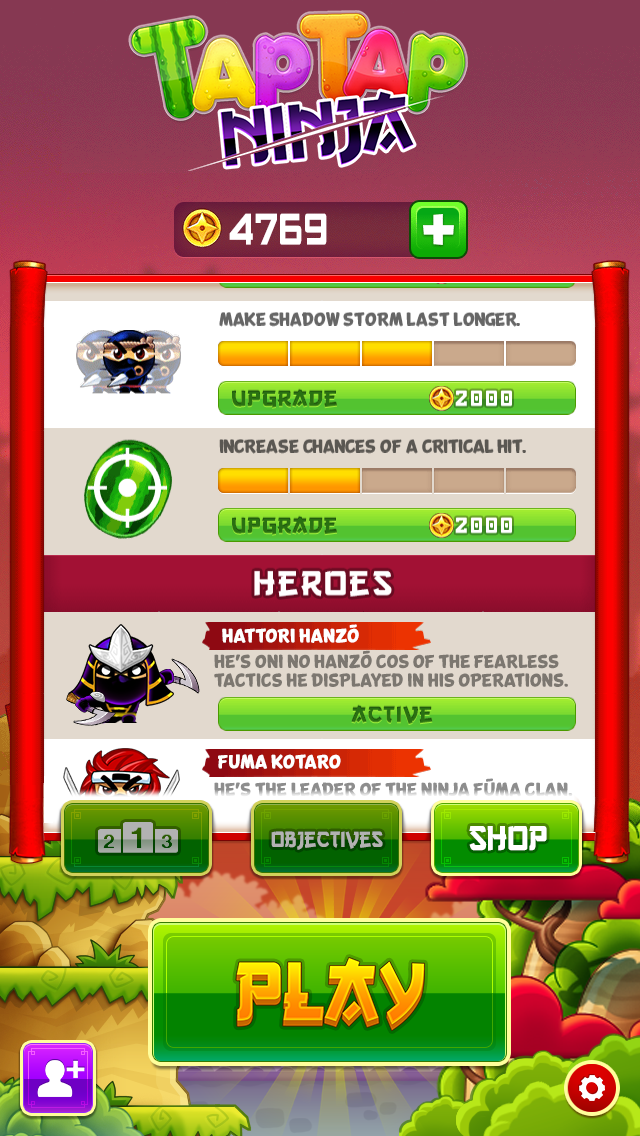 TAPTAP
NINJA
4769
MAKE SHADOW STORM LAST LONGER.
UPGRADE 2000
INCREASE CHANCES OF A CRITICAL HIT.
UPGRADE 2000
HEROES
HATTORI HANZŌ
HE'S ONI NO HANZŌ COS OF THE FEARLESS
TACTICS HE DISPLAYED IN HIS OPERATIONS.
ACTIVE
FUMA KOTARO
HE'S THE LEADER OF THE NINJA FŪMA CLAN.
2 1 3
OBJECTIVES
SHOP
PLAY